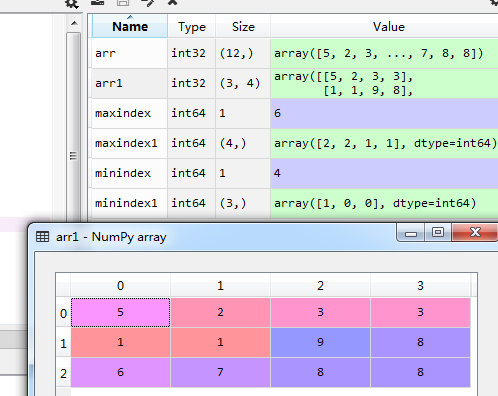 Name Type Size Value
arr int32 (12,) array([5, 2, 3, ..., 7, 8, 8])
arr1 int32 (3, 4) array([[5, 2, 3, 3],
[1, 1, 9, 8],
maxindex int64 1 6
maxindex1 int64 (4,) array([2, 2, 1, 1], dtype=int64)
minindex int64 1 4
minindex1 int64 (3,) array([1, 0, 0], dtype=int64)
arr1 - NumPy array
0 1 2 3
0 5 2 3 3
1 1 1 9 8
2 6 7 8 8